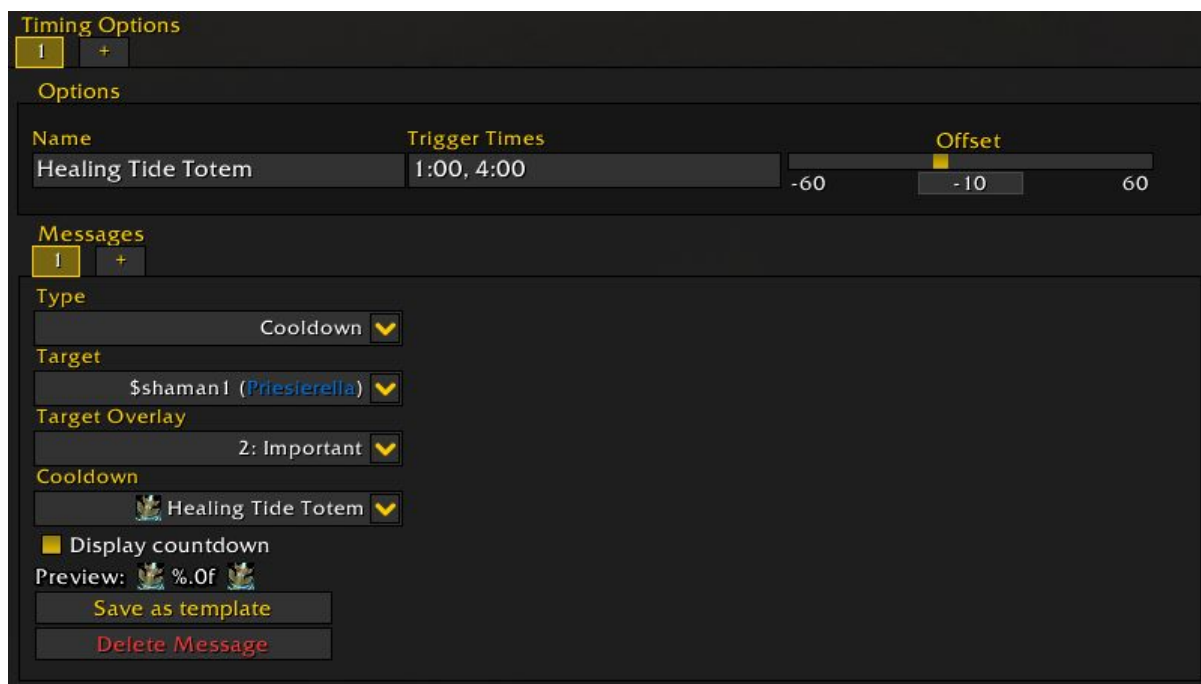 Timing Options
1 +
Options
Name Trigger Times Offset
Healing Tide Totem 1:00, 4:00
-60 -10 60
Messages
1 +
Type
Cooldown
Target
$shaman1 (Priesierella)
Target Overlay
2: Important
Cooldown
Healing Tide Totem
Display countdown
Preview: %.0f
Save as template
Delete Message